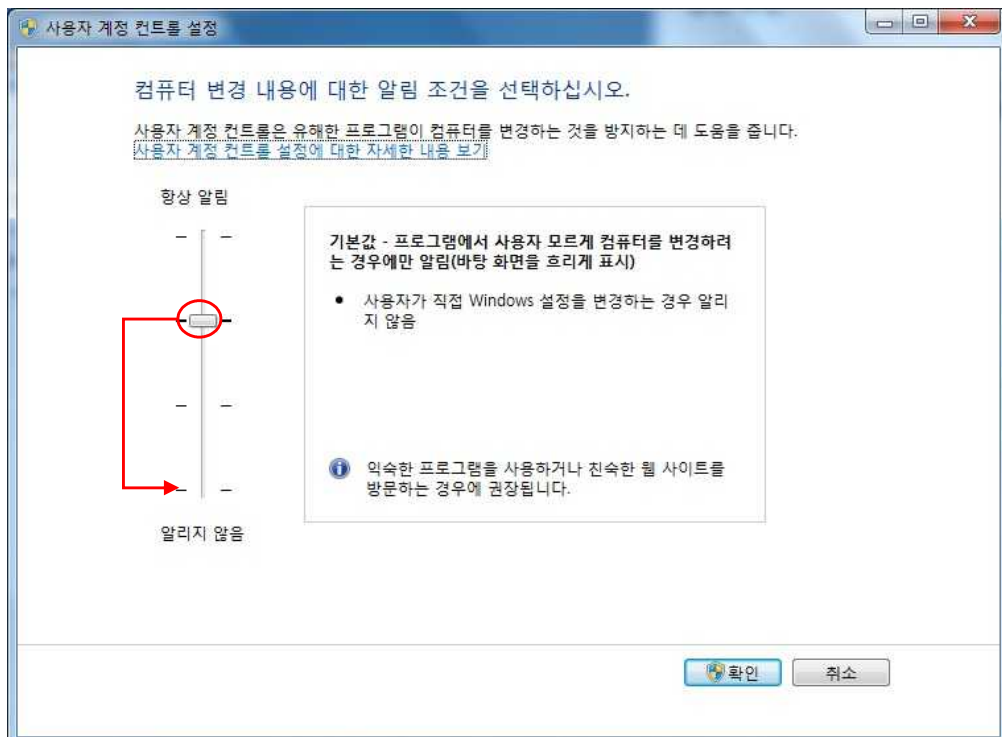 사용자 계정 컨트롤 설정
컴퓨터 변경 내용에 대한 알림 조건을 선택하십시오.
사용자 계정 컨트롤은 유해한 프로그램이 컴퓨터를 변경하는 것을 방지하는 데 도움을 줍니다.
사용자 계정 컨트롤 설정에 대한 자세한 내용 보기
항상 알림
기본값 - 프로그램에서 사용자 모르게 컴퓨터를 변경하려
는 경우에만 알림(바탕 화면을 흐리게 표시)
● 사용자가 직접 Windows 설정을 변경하는 경우 알리
지 않음
익숙한 프로그램을 사용하거나 친숙한 웹 사이트를
방문하는 경우에 권장됩니다.
알리지 않음
확인
취소